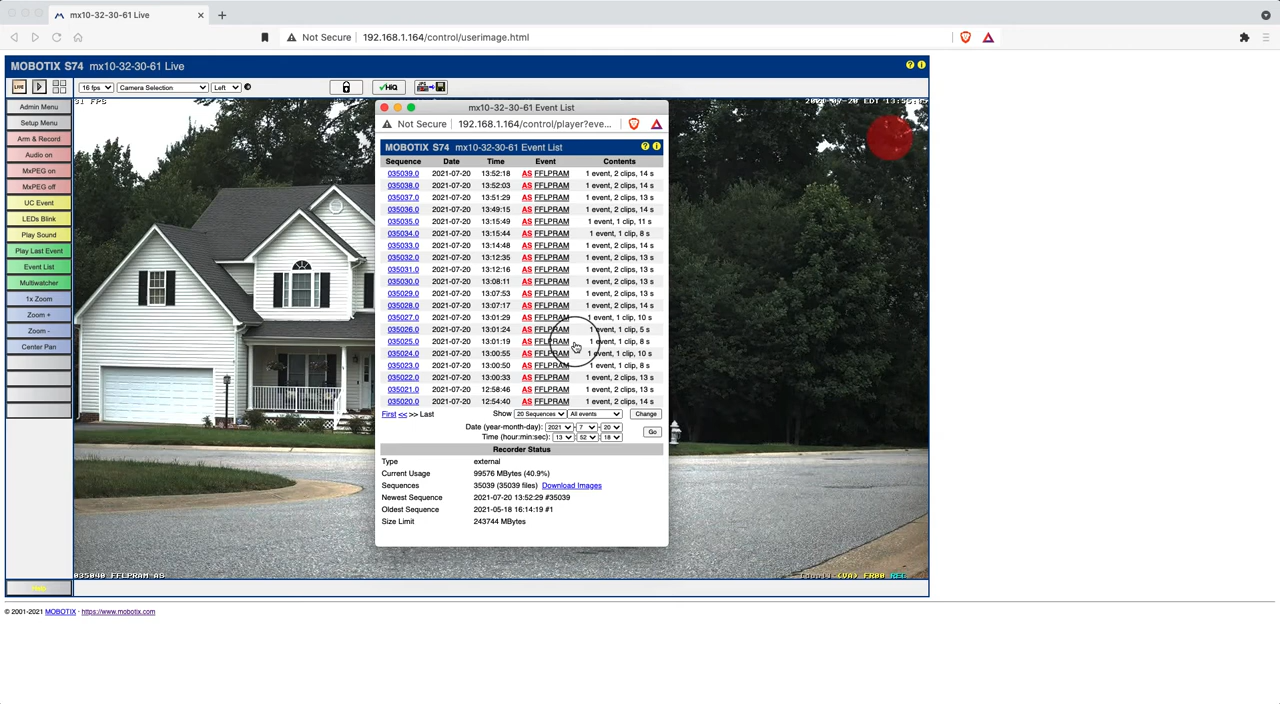 mx10-32-30-61 Live
Not Secure 192.168.1.164/control/userimage.html
MOBOTIX S74 mx10-32-30-61 Live
LIVE
16 fps Camera Selection Left HiQ
Admin Menu
Setup Menu
Arm & Record
Audio on
MxPEG on
MxPEG off
UC Event
LEDs Blink
Play Sound
Play Last Event
Event List
Multiwatcher
1x Zoom
Zoom +
Zoom -
Center Pan
31 FPS
mx10-32-30-61 Event List
Not Secure 192.168.1.164/control/player?eve...
MOBOTIX S74 mx10-32-30-61 Event List
Sequence Date Time Event Contents
035039.0 2021-07-20 13:52:18 AS FFLPRAM 1 event, 2 clips, 14 s
035038.0 2021-07-20 13:52:03 AS FFLPRAM 1 event, 2 clips, 14 s
035037.0 2021-07-20 13:51:29 AS FFLPRAM 1 event, 2 clips, 13 s
035036.0 2021-07-20 13:49:15 AS FFLPRAM 1 event, 2 clips, 14 s
035035.0 2021-07-20 13:15:49 AS FFLPRAM 1 event, 1 clip, 11 s
035034.0 2021-07-20 13:15:44 AS FFLPRAM 1 event, 1 clip, 8 s
035033.0 2021-07-20 13:14:48 AS FFLPRAM 1 event, 2 clips, 14 s
035032.0 2021-07-20 13:12:35 AS FFLPRAM 1 event, 2 clips, 13 s
035031.0 2021-07-20 13:12:16 AS FFLPRAM 1 event, 2 clips, 13 s
035030.0 2021-07-20 13:08:11 AS FFLPRAM 1 event, 2 clips, 13 s
035029.0 2021-07-20 13:07:53 AS FFLPRAM 1 event, 2 clips, 13 s
035028.0 2021-07-20 13:07:17 AS FFLPRAM 1 event, 2 clips, 14 s
035027.0 2021-07-20 13:01:29 AS FFLPRAM 1 event, 1 clip, 10 s
035026.0 2021-07-20 13:01:24 AS FFLPRAM 1 event, 1 clip, 5 s
035025.0 2021-07-20 13:01:19 AS FFLPRAM 1 event, 1 clip, 8 s
035024.0 2021-07-20 13:00:55 AS FFLPRAM 1 event, 1 clip, 10 s
035023.0 2021-07-20 13:00:50 AS FFLPRAM 1 event, 1 clip, 8 s
035022.0 2021-07-20 13:00:33 AS FFLPRAM 1 event, 2 clips, 13 s
035021.0 2021-07-20 12:58:46 AS FFLPRAM 1 event, 2 clips, 13 s
035020.0 2021-07-20 12:54:40 AS FFLPRAM 1 event, 2 clips, 14 s
First << >> Last Show 20 Sequences All events Change
Date (year-month-day): 2021 - 7 - 20
Time (hour:min:sec): 13 : 52 : 18 Go
Recorder Status
Type external
Current Usage 99576 MBytes (40.9%)
Sequences 35039 (35039 files) Download Images
Newest Sequence 2021-07-20 13:52:29 #35039
Oldest Sequence 2021-05-18 16:14:19 #1
Size Limit 243744 MBytes
035040 FFLPRAM AS
(VA) FR00 REC
© 2001-2021 MOBOTIX · https://www.mobotix.com